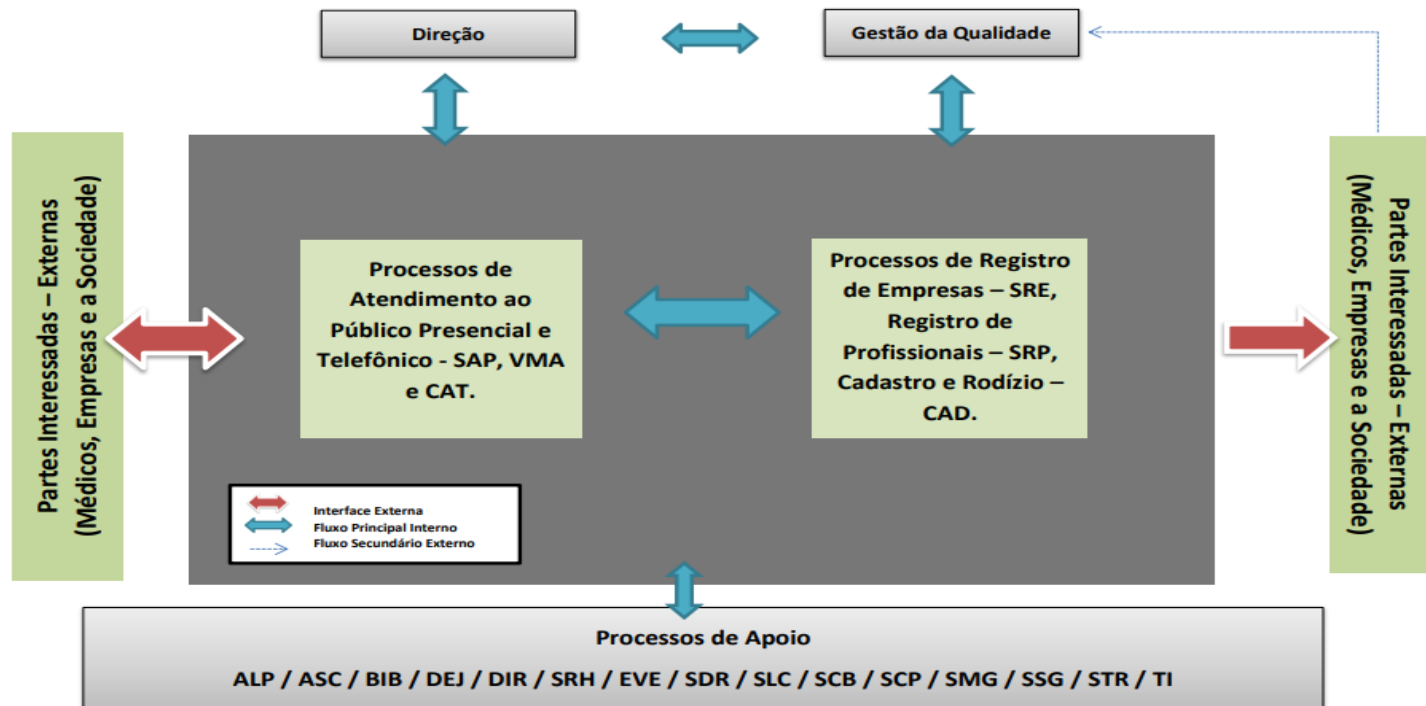 Direção
Gestão da Qualidade
Partes Interessadas – Externas
(Médicos, Empresas e a Sociedade)
Processos de
Atendimento ao
Público Presencial e
Telefônico - SAP, VMA
e CAT.
Processos de Registro
de Empresas – SRE,
Registro de
Profissionais – SRP,
Cadastro e Rodízio –
CAD.
Partes Interessadas – Externas
(Médicos, Empresas e a Sociedade)
Interface Externa
Fluxo Principal Interno
Fluxo Secundário Externo
Processos de Apoio
ALP / ASC / BIB / DEJ / DIR / SRH / EVE / SDR / SLC / SCB / SCP / SMG / SSG / STR / TI